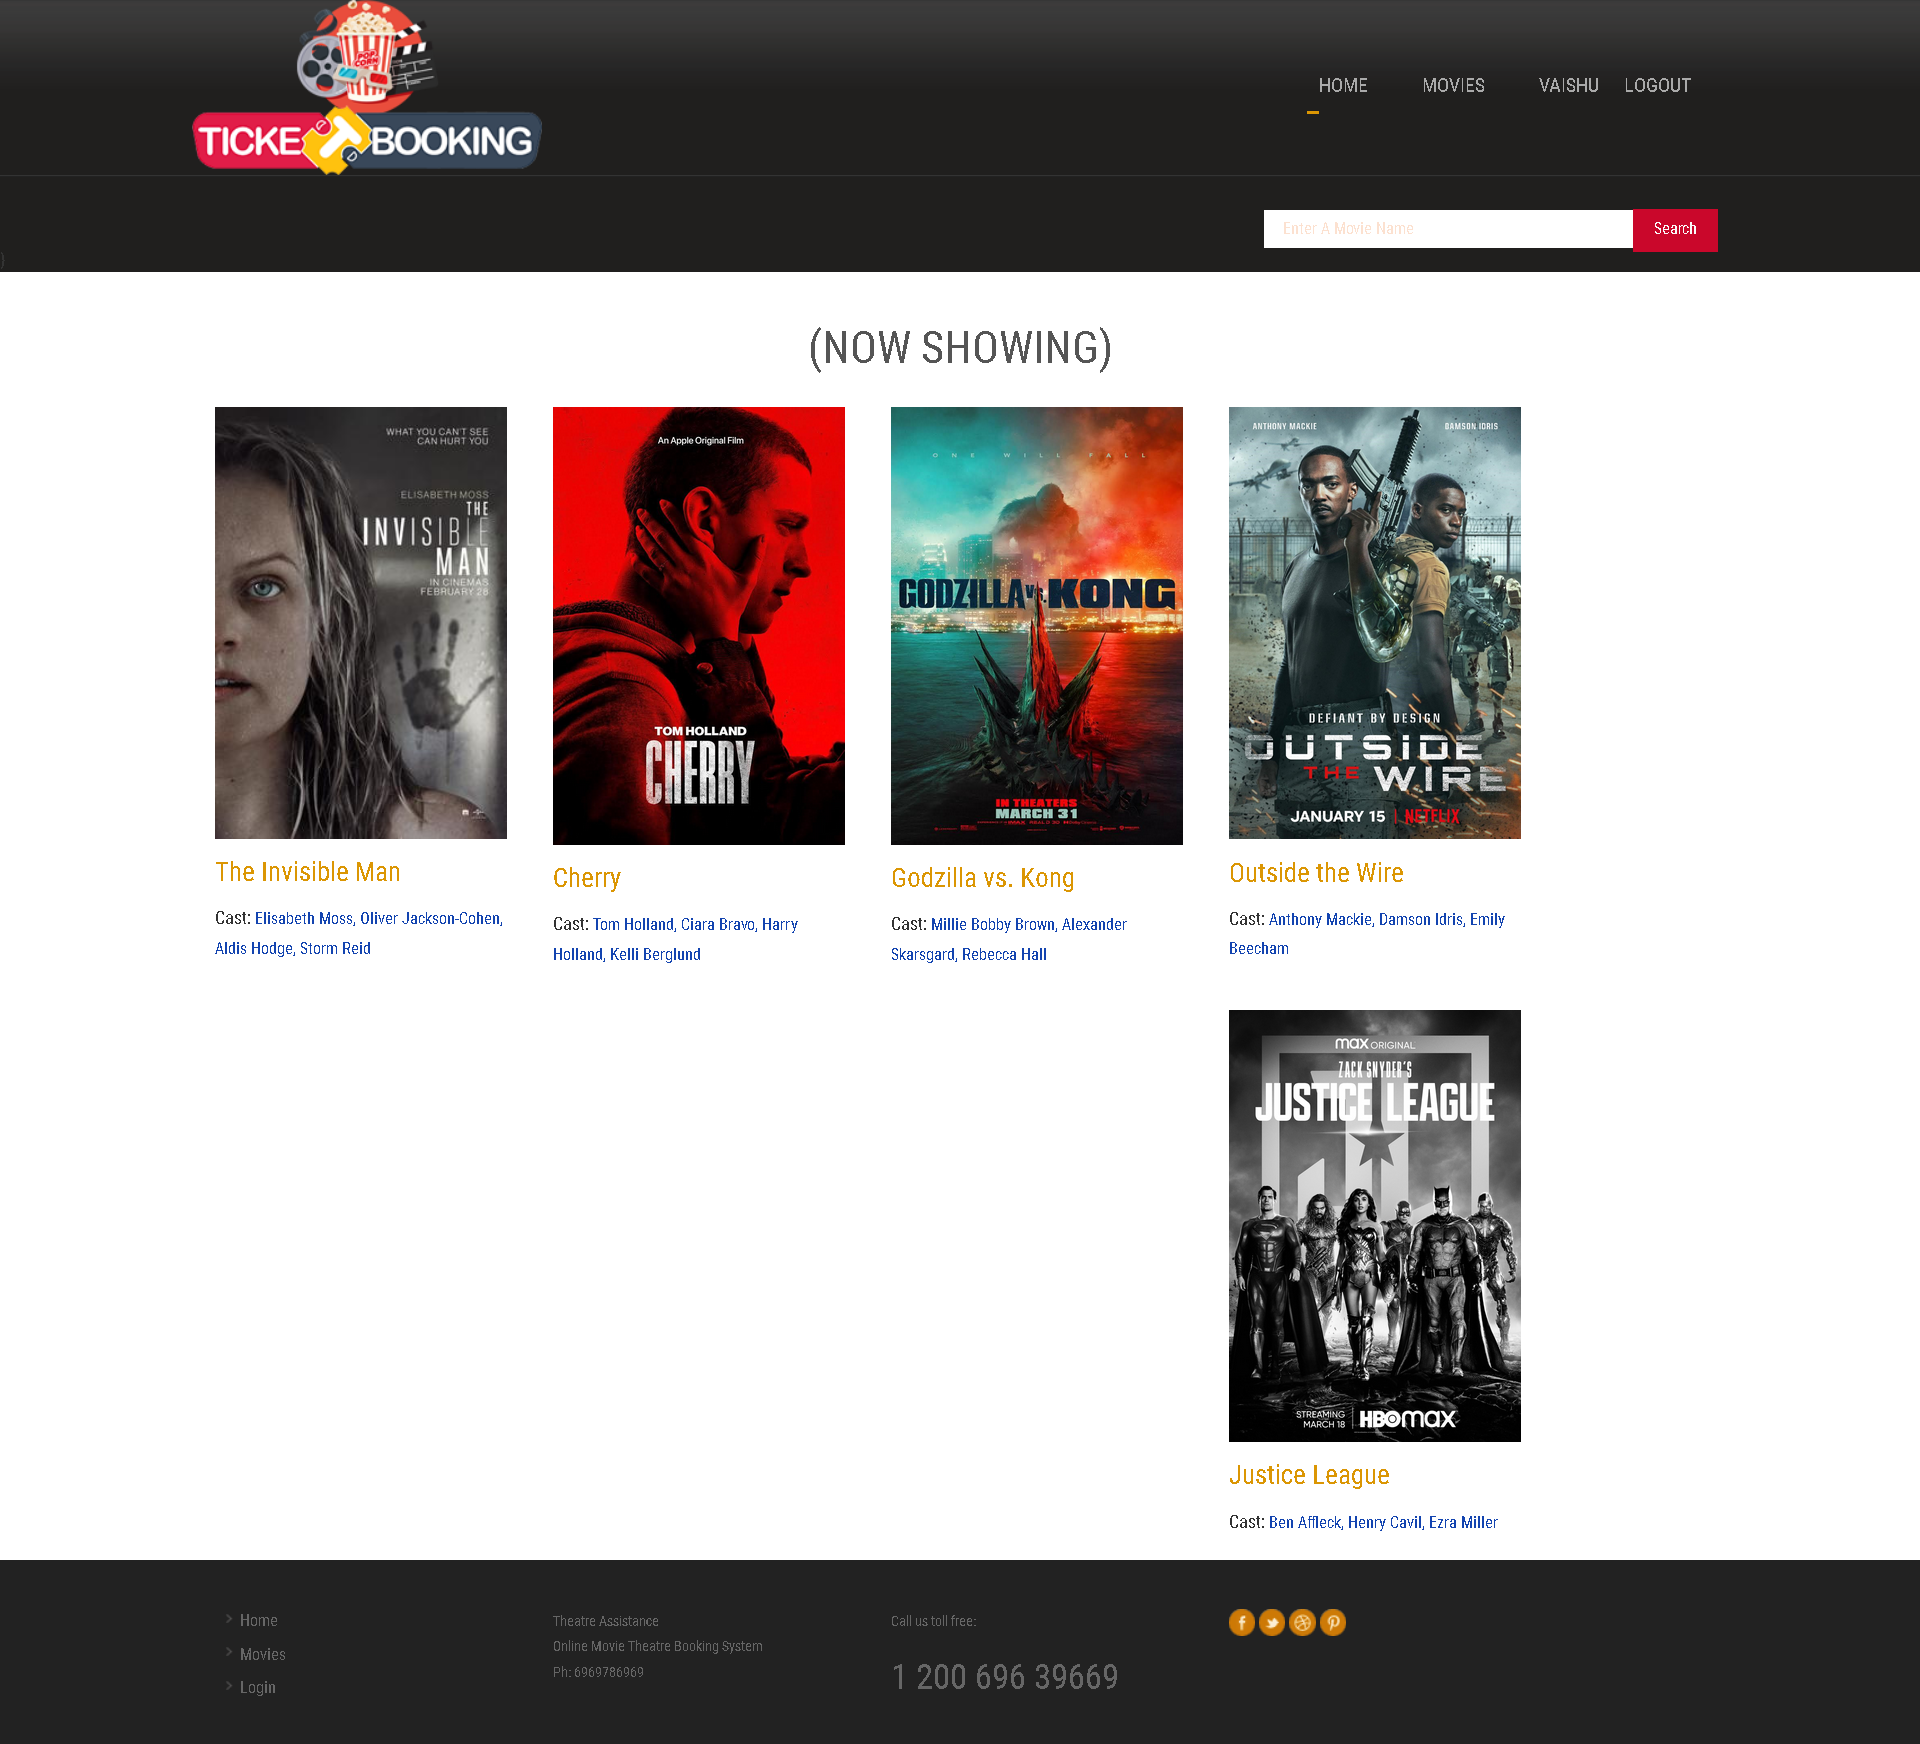 POP CORN
TICKET BOOKING
HOME MOVIES VAISHU LOGOUT
Enter A Movie Name
Search
)
(NOW SHOWING)
WHAT YOU CAN'T SEE
CAN HURT YOU
ELISABETH MOSS
THE
INVISIBLE
MAN
IN CINEMAS
FEBRUARY 28
The Invisible Man
Cast: Elisabeth Moss, Oliver Jackson-Cohen,
Aldis Hodge, Storm Reid
An Apple Original Film
TOM HOLLAND
CHERRY
Cherry
Cast: Tom Holland, Ciara Bravo, Harry
Holland, Kelli Berglund
ONE WILL FALL
GODZILLA VS. KONG
IN THEATERS
MARCH 31
Godzilla vs. Kong
Cast: Millie Bobby Brown, Alexander
Skarsgard, Rebecca Hall
ANTHONY MACKIE DAMSON IDRIS
DEFIANT BY DESIGN
OUTSIDE
THE WIRE
JANUARY 15 | NETFLIX
Outside the Wire
Cast: Anthony Mackie, Damson Idris, Emily
Beecham
max ORIGINAL
ZACK SNYDER'S
JUSTICE LEAGUE
STREAMING
MARCH 18
HBOmax
Justice League
Cast: Ben Affleck, Henry Cavil, Ezra Miller
Home
Movies
Login
Theatre Assistance
Online Movie Theatre Booking System
Ph: 6969786969
Call us toll free:
1 200 696 39669